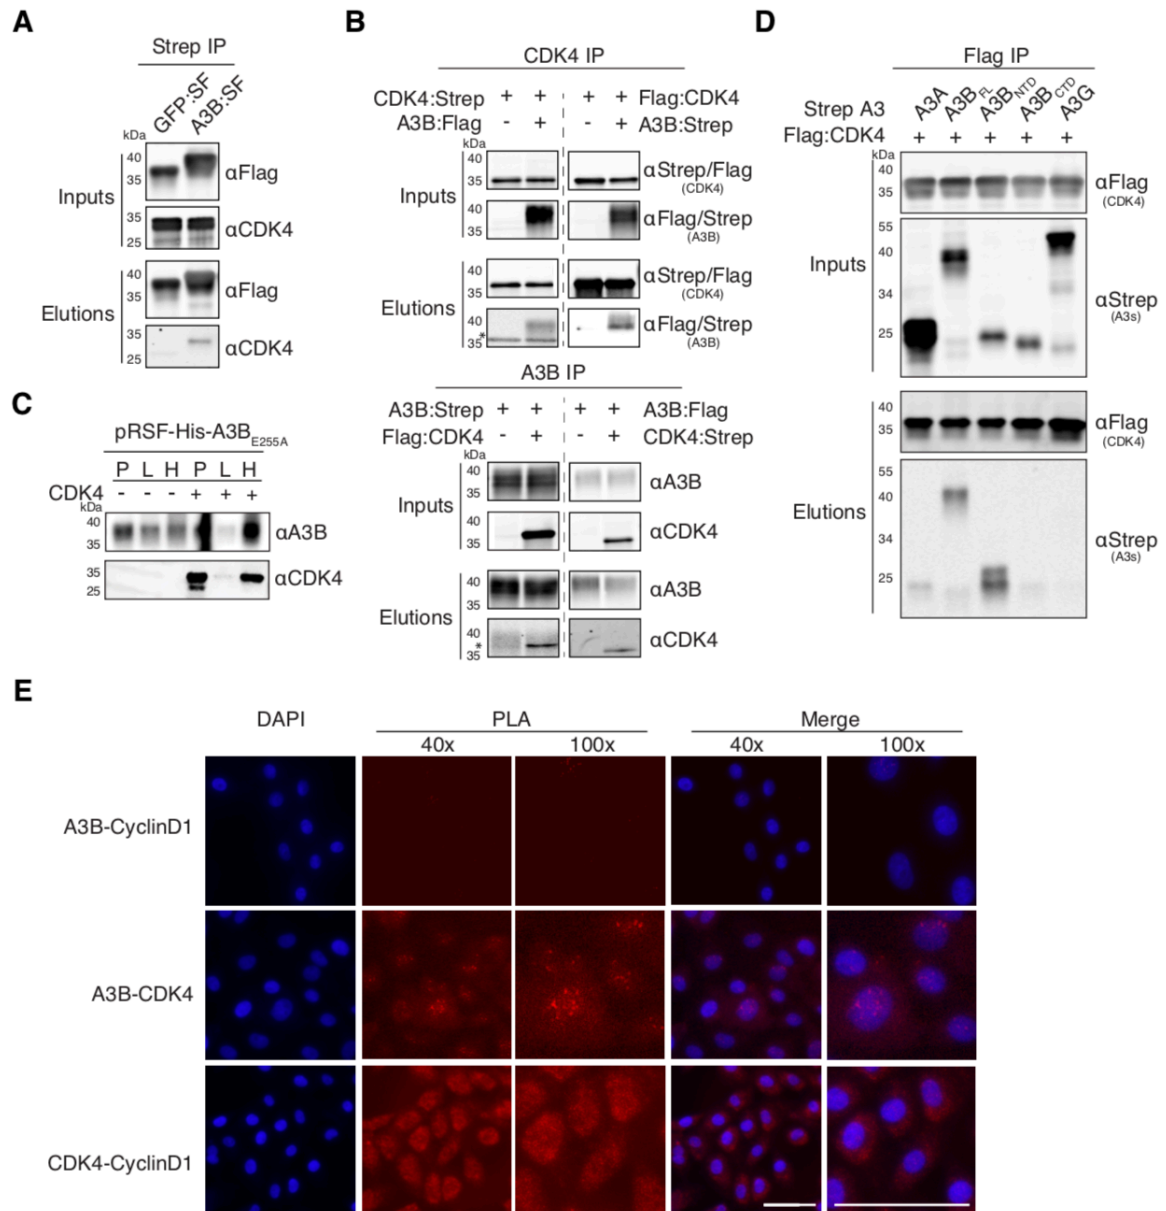 A
Strep IP
GFP:SF
A3B:SF
kDa
40
35
αFlag
Inputs
35
25
αCDK4
40
35
αFlag
Elutions
35
25
αCDK4
B
CDK4 IP
CDK4:Strep + + + + Flag:CDK4
A3B:Flag - + - + A3B:Strep
kDa
40
35
αStrep/Flag
(CDK4)
Inputs
40
35
αFlag/Strep
(A3B)
40
35
αStrep/Flag
(CDK4)
Elutions
40
*
35
αFlag/Strep
(A3B)
A3B IP
A3B:Strep + + + + A3B:Flag
Flag:CDK4 - + - + CDK4:Strep
kDa
40
35
αA3B
Inputs
40
35
αCDK4
40
35
αA3B
Elutions
40
*
35
αCDK4
C
pRSF-His-A3BE255A
P L H P L H
CDK4 - - - + + +
kDa
40
35
αA3B
35
25
αCDK4
D
Flag IP
Strep A3 A3A A3BFL A3BNTD A3BCTD A3G
Flag:CDK4 + + + + +
kDa
40
35
αFlag
(CDK4)
Inputs
55
40
34
25
αStrep
(A3s)
40
35
αFlag
(CDK4)
Elutions
55
40
34
25
αStrep
(A3s)
E
DAPI PLA Merge
40x 100x 40x 100x
A3B-CyclinD1
A3B-CDK4
CDK4-CyclinD1